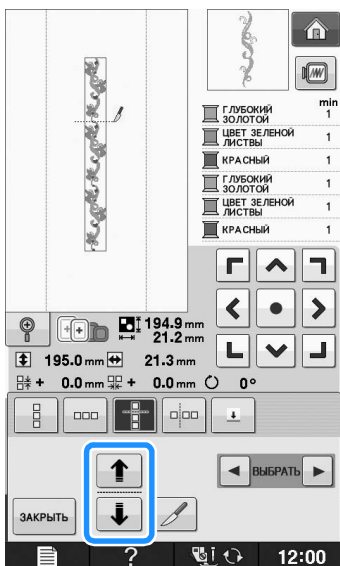 min
ГЛУБОКИЙ
ЗОЛОТОЙ 1
ЦВЕТ ЗЕЛЕНОЙ
ЛИСТВЫ 1
КРАСНЫЙ 1
ГЛУБОКИЙ
ЗОЛОТОЙ 1
ЦВЕТ ЗЕЛЕНОЙ
ЛИСТВЫ 1
КРАСНЫЙ 1
194.9 mm
21.2 mm
195.0 mm 21.3 mm
+ 0.0 mm + 0.0 mm 0°
ВЫБРАТЬ
ЗАКРЫТЬ
? 12:00